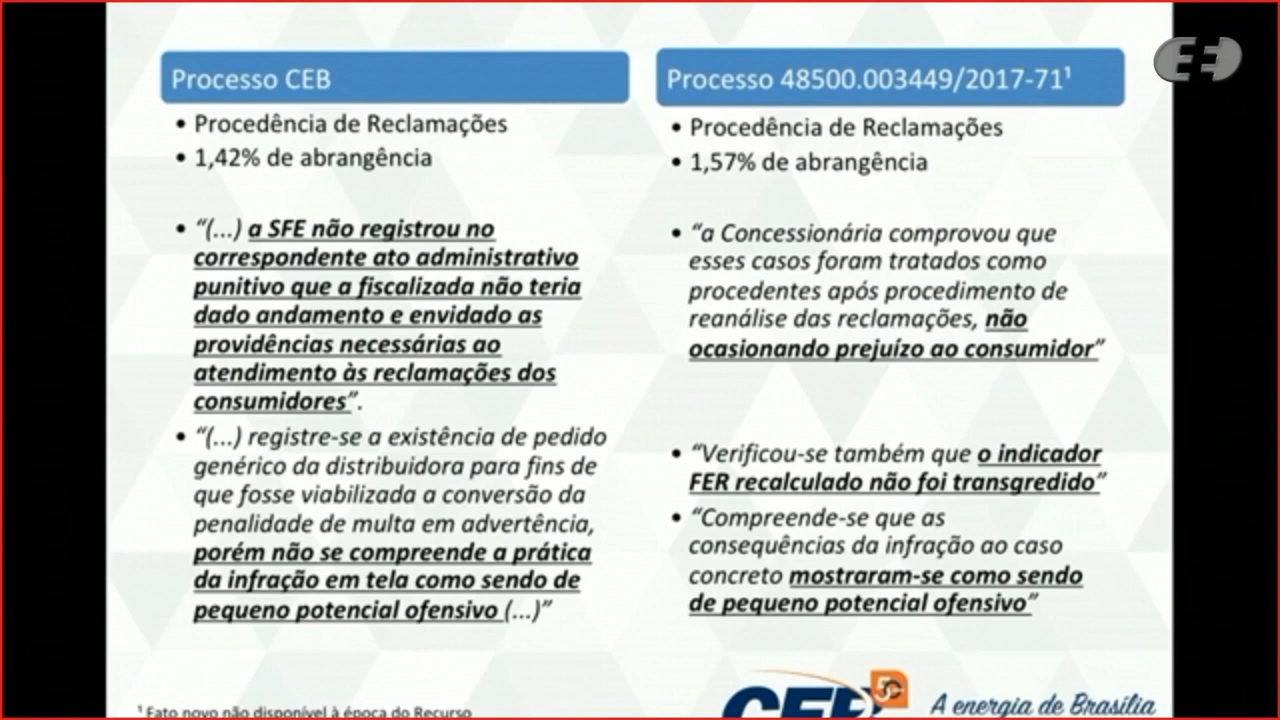 Processo CEB
• Procedência de Reclamações
• 1,42% de abrangência
• “(...) a SFE não registrou no
correspondente ato administrativo
punitivo que a fiscalizada não teria
dado andamento e envidado as
providências necessárias ao
atendimento às reclamações dos
consumidores”.
• “(...) registre-se a existência de pedido
genérico da distribuidora para fins de
que fosse viabilizada a conversão da
penalidade de multa em advertência,
porém não se compreende a prática
da infração em tela como sendo de
pequeno potencial ofensivo (...)”
Processo 48500.003449/2017-71¹
• Procedência de Reclamações
• 1,57% de abrangência
• “a Concessionária comprovou que
esses casos foram tratados como
procedentes após procedimento de
reanálise das reclamações, não
ocasionando prejuízo ao consumidor”
• “Verificou-se também que o indicador
FER recalculado não foi transgredido”
• “Compreende-se que as
consequências da infração ao caso
concreto mostraram-se como sendo
de pequeno potencial ofensivo”
¹ Fato novo não disponível à época do Recurso
CEB
A energia de Brasília